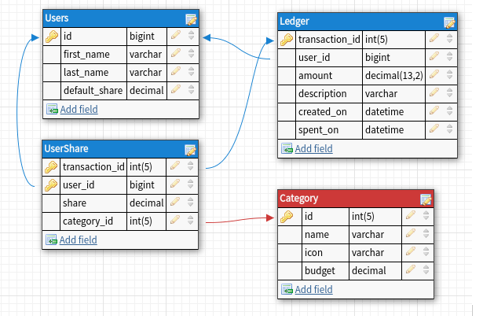 Users
id bigint
first_name varchar
last_name varchar
default_share decimal
Add field
Ledger
transaction_id int(5)
user_id bigint
amount decimal(13,2)
description varchar
created_on datetime
spent_on datetime
Add field
UserShare
transaction_id int(5)
user_id bigint
share decimal
category_id int(5)
Add field
Category
id int(5)
name varchar
icon varchar
budget decimal
Add field